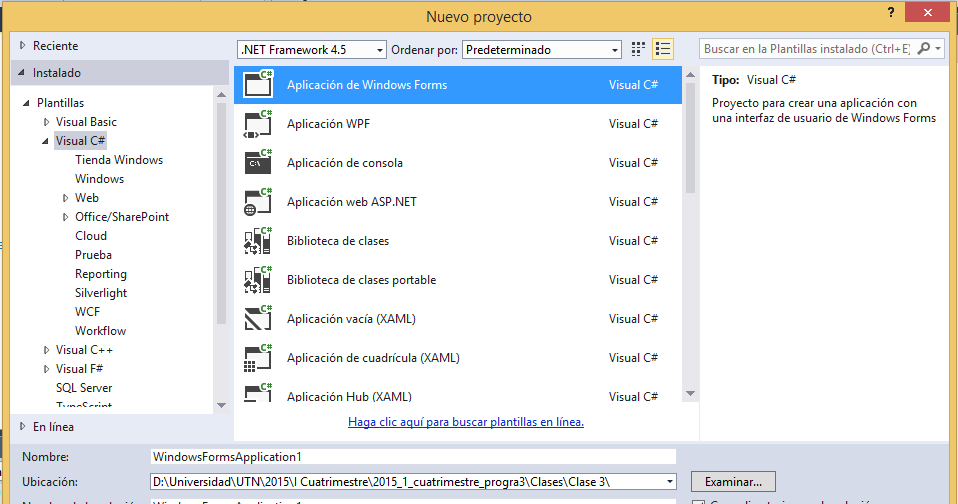 Nuevo proyecto
?
Reciente
.NET Framework 4.5
Ordenar por:
Predeterminado
Buscar en la Plantillas instalado (Ctrl+E)
Instalado
Plantillas
Visual Basic
Visual C#
Tienda Windows
Windows
Web
Office/SharePoint
Cloud
Prueba
Reporting
Silverlight
WCF
Workflow
Visual C++
Visual F#
SQL Server
TypeScript
En línea
C# Aplicación de Windows Forms Visual C#
C# Aplicación WPF Visual C#
C# C:\ Aplicación de consola Visual C#
C# Aplicación web ASP.NET Visual C#
C# Biblioteca de clases Visual C#
C# Biblioteca de clases portable Visual C#
C# Aplicación vacía (XAML) Visual C#
C# Aplicación de cuadrícula (XAML) Visual C#
C# Aplicación Hub (XAML) Visual C#
Haga clic aquí para buscar plantillas en línea.
Tipo: Visual C#
Proyecto para crear una aplicación con
una interfaz de usuario de Windows Forms
Nombre: WindowsFormsApplication1
Ubicación: D:\Universidad\UTN\2015\I Cuatrimestre\2015_1_cuatrimestre_progra3\Clases\Clase 3\
Examinar...